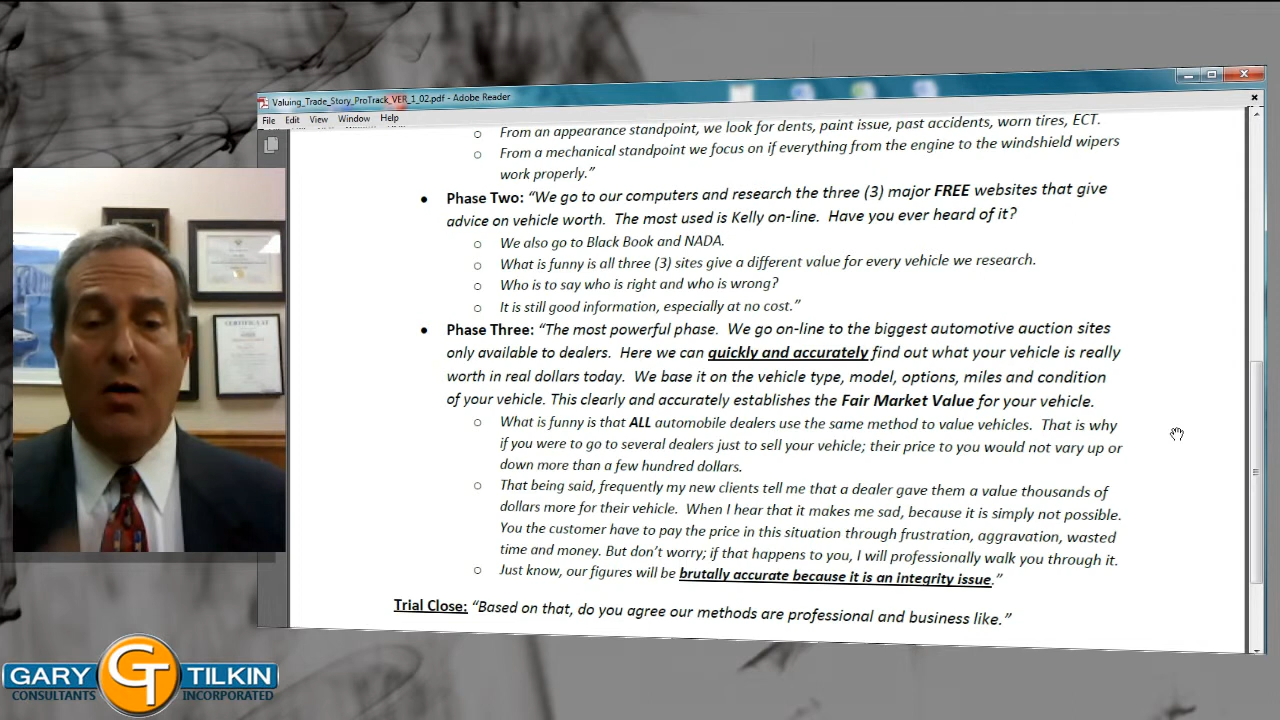 Valuing_Trade_Story_ProTrack_VER_1_02.pdf - Adobe Reader
File Edit View Window Help
From an appearance standpoint, we look for dents, paint issue, past accidents, worn tires, ECT.
From a mechanical standpoint we focus on if everything from the engine to the windshield wipers
work properly.”
Phase Two: “We go to our computers and research the three (3) major FREE websites that give
advice on vehicle worth. The most used is Kelly on-line. Have you ever heard of it?
We also go to Black Book and NADA.
What is funny is all three (3) sites give a different value for every vehicle we research.
Who is to say who is right and who is wrong?
It is still good information, especially at no cost.”
Phase Three: “The most powerful phase. We go on-line to the biggest automotive auction sites
only available to dealers. Here we can quickly and accurately find out what your vehicle is really
worth in real dollars today. We base it on the vehicle type, model, options, miles and condition
of your vehicle. This clearly and accurately establishes the Fair Market Value for your vehicle.
What is funny is that ALL automobile dealers use the same method to value vehicles. That is why
if you were to go to several dealers just to sell your vehicle; their price to you would not vary up or
down more than a few hundred dollars.
That being said, frequently my new clients tell me that a dealer gave them a value thousands of
dollars more for their vehicle. When I hear that it makes me sad, because it is simply not possible.
You the customer have to pay the price in this situation through frustration, aggravation, wasted
time and money. But don’t worry; if that happens to you, I will professionally walk you through it.
Just know, our figures will be brutally accurate because it is an integrity issue.”
Trial Close: “Based on that, do you agree our methods are professional and business like.”
GARY GT TILKIN
CONSULTANTS INCORPORATED